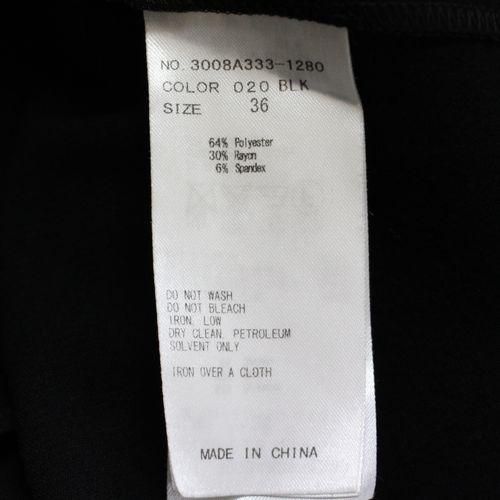 NO. 3008A333-1280
COLOR 020 BLK
SIZE 36
64% Polyester
30% Rayon
6% Spandex
DO NOT WASH
DO NOT BLEACH
IRON, LOW
DRY CLEAN, PETROLEUM
SOLVENT ONLY
IRON OVER A CLOTH
MADE IN CHINA